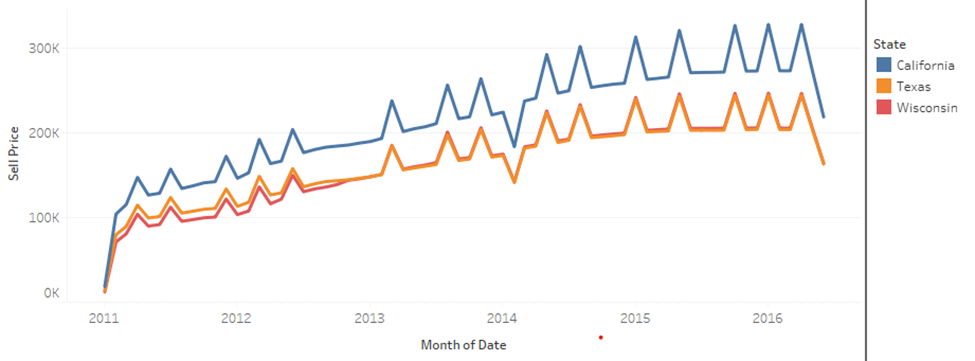 300K
200K
100K
0K
Sell Price
2011 2012 2013 2014 2015 2016
Month of Date
State
California
Texas
Wisconsin